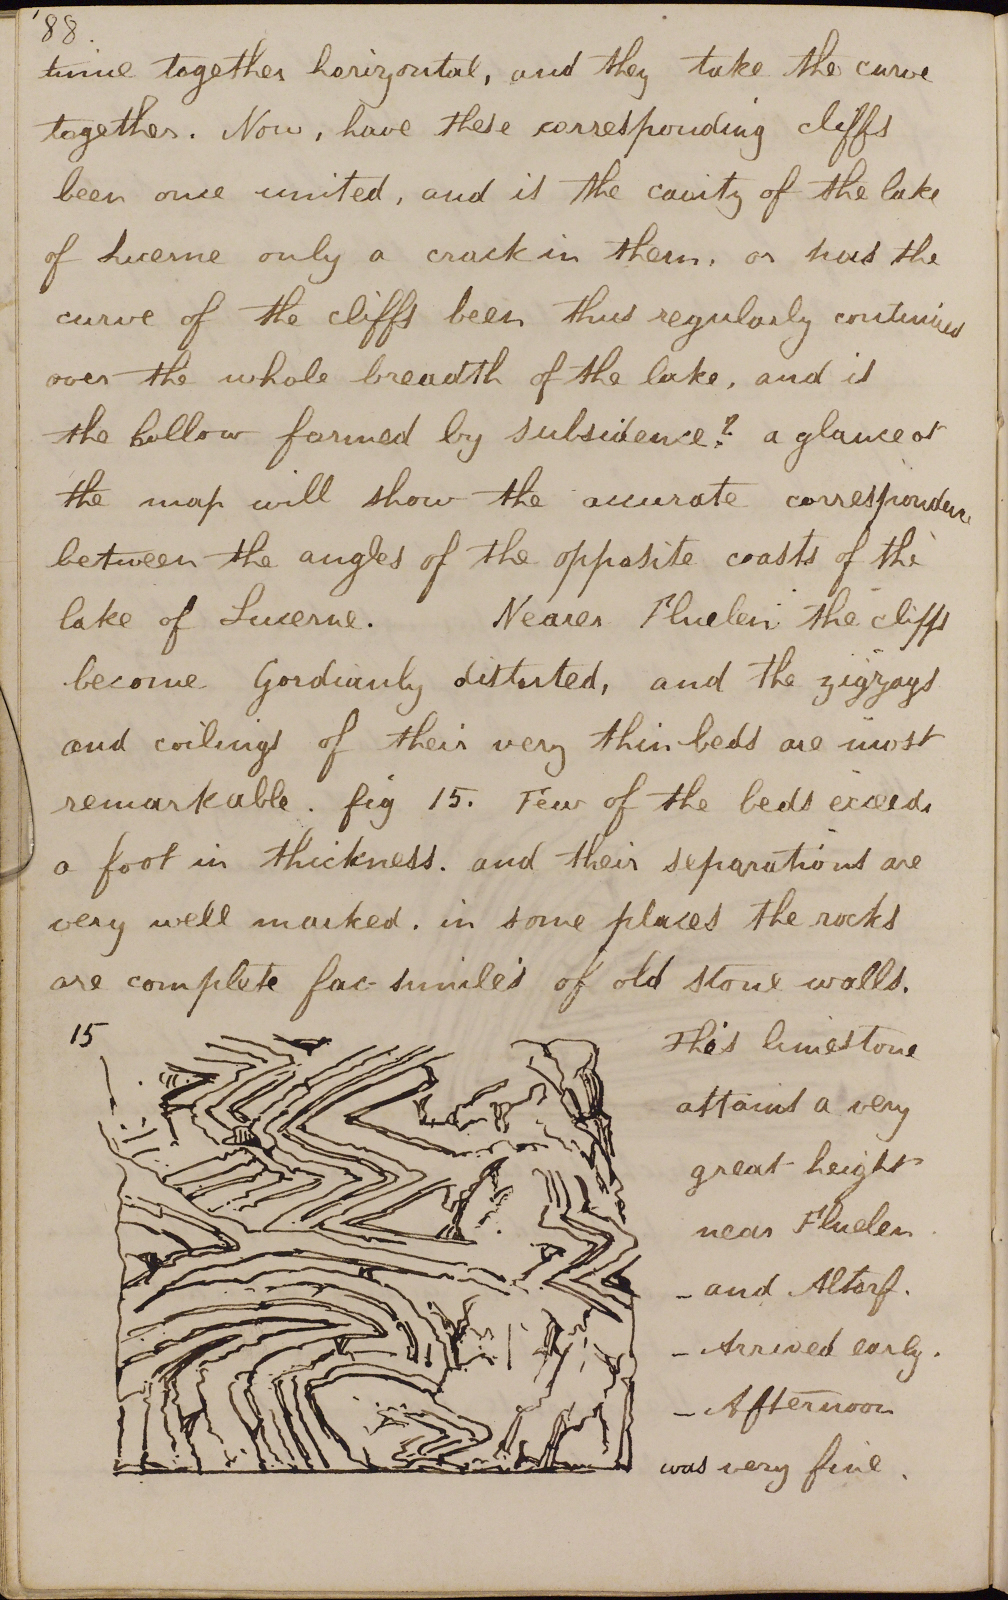 88.
time together horizontal, and they take the curve
together. Now, have these corresponding cliffs
been once united, and is the cavity of the lake
of Lucerne only a crack in them, or has the
curve of the cliffs been thus regularly continued
over the whole breadth of the lake, and is
the hollow formed by subsidence? a glance at
the map will show the accurate correspondence
between the angles of the opposite coasts of the
lake of Lucerne. Nearer Fluelen the cliffs
become Gordianly distorted, and the zigzags
and coilings of their very thin beds are most
remarkable. fig 15. Few of the beds exceed
a foot in thickness. and their separations are
very well marked. in some places the rocks
are complete fac-simile's of old stone walls.
15
This limestone
attains a very
great height
near Fluelen
- and Altorf.
- Arrived early.
- Afternoon
was very fine.